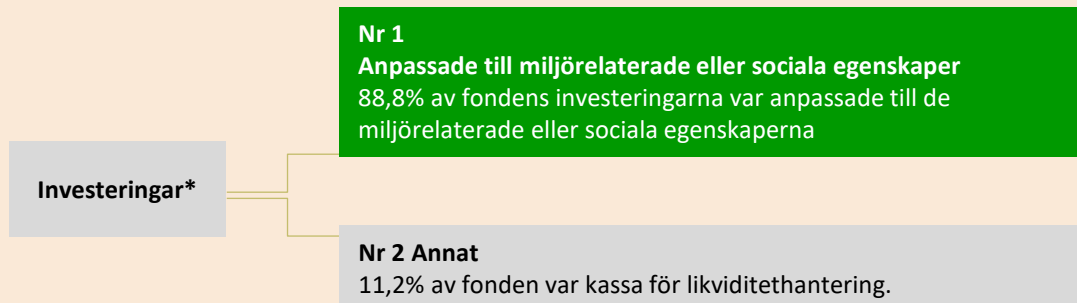 Nr 1
Anpassade till miljörelaterade eller sociala egenskaper
88,8% av fondens investeringarna var anpassade till de
miljörelaterade eller sociala egenskaperna
Investeringar*
Nr 2 Annat
11,2% av fonden var kassa för likviditethantering.